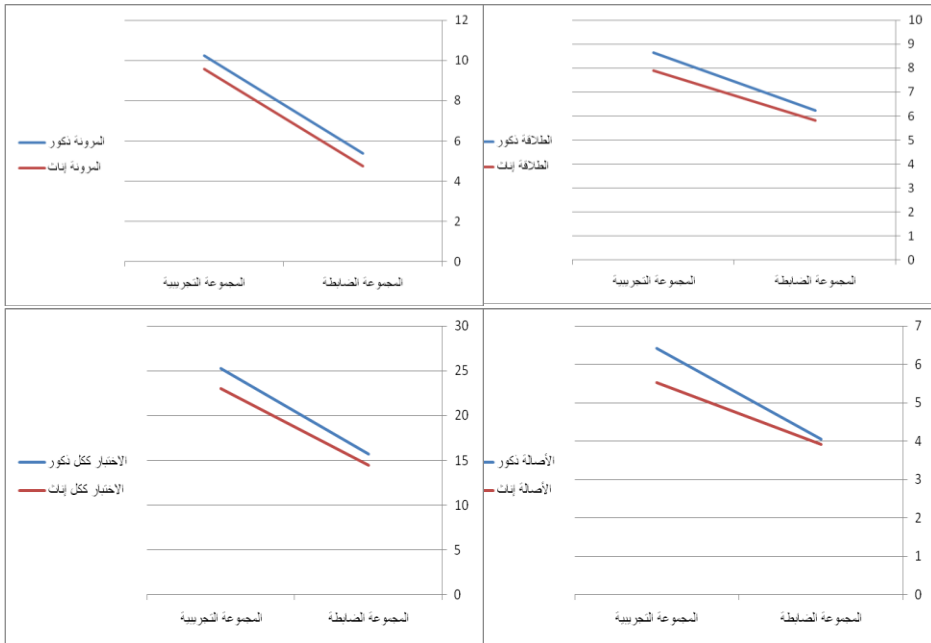 10
9
8
7
6
5
4
3
2
1
0
الطلاقة ذكور
الطلاقة إناث
المجموعة الضابطة
المجموعة التجريبية
12
10
8
6
4
2
0
المرونة ذكور
المرونة إناث
المجموعة الضابطة
المجموعة التجريبية
7
6
5
4
3
2
1
0
الأصالة ذكور
الأصالة إناث
المجموعة الضابطة
المجموعة التجريبية
30
25
20
15
10
5
0
الاختبار ككل ذكور
الاختبار ككل إناث
المجموعة الضابطة
المجموعة التجريبية